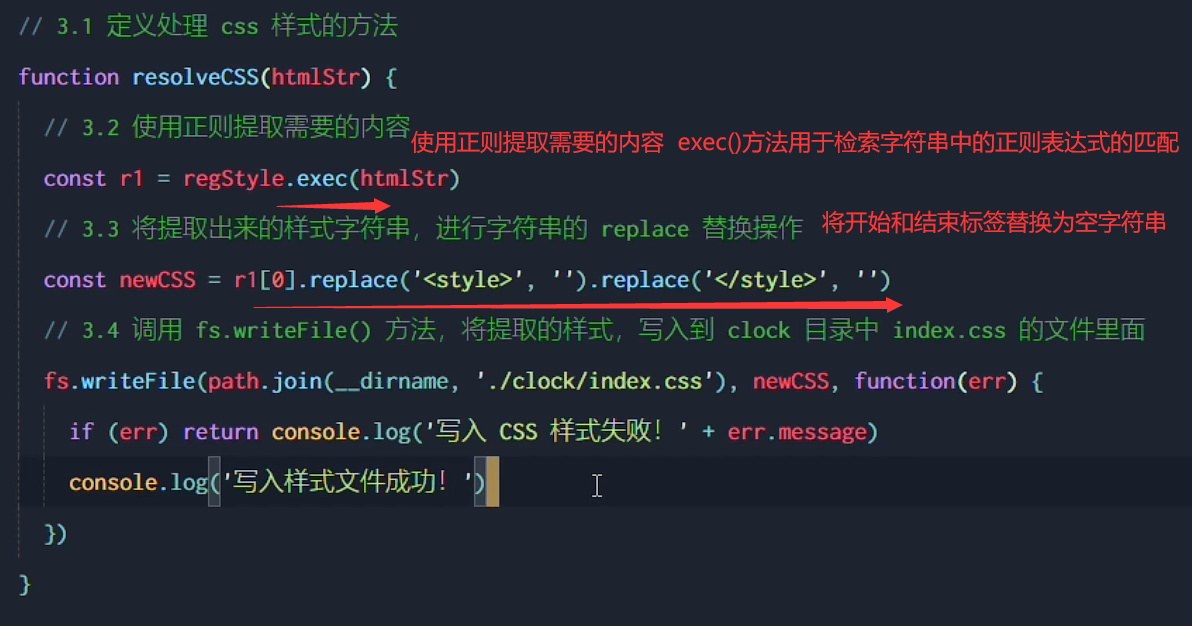 // 3.1 定义处理 css 样式的方法
function resolveCSS(htmlStr) {
// 3.2 使用正则提取需要的内容
使用正则提取需要的内容 exec()方法用于检索字符串中的正则表达式的匹配
const r1 = regStyle.exec(htmlStr)
// 3.3 将提取出来的样式字符串，进行字符串的 replace 替换操作
将开始和结束标签替换为空字符串
const newCSS = r1[0].replace('<style>', '').replace('</style>', '')
// 3.4 调用 fs.writeFile() 方法，将提取的样式，写入到 clock 目录中 index.css 的文件里面
fs.writeFile(path.join(__dirname, './clock/index.css'), newCSS, function(err) {
if (err) return console.log('写入 CSS 样式失败！' + err.message)
console.log('写入样式文件成功！')
})
}